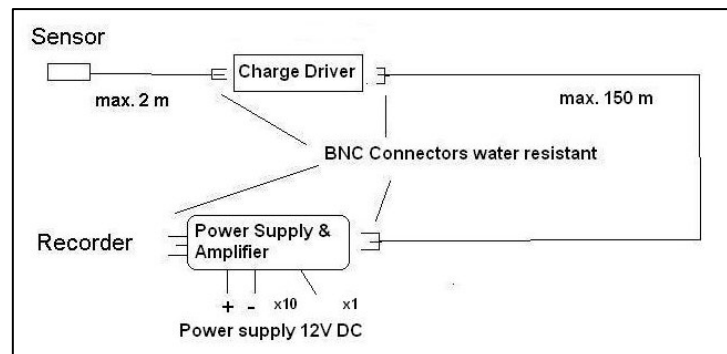 Sensor
Charge Driver
max. 2 m
max. 150 m
BNC Connectors water resistant
Recorder
Power Supply &
Amplifier
+ - x10 x1
Power supply 12V DC